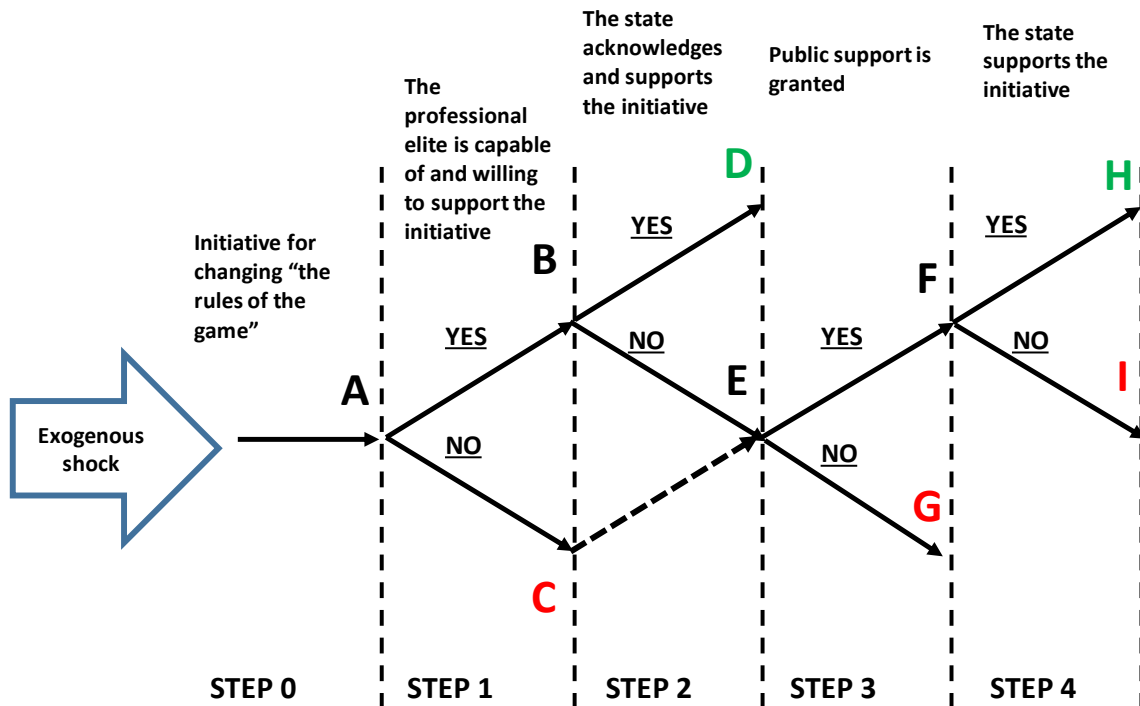 The state
acknowledges
and supports
the initiative
Public support is
granted
The state
supports the
initiative
The
professional
elite is capable
of and willing
to support the
initiative
Initiative for
changing “the
rules of the
game”
D
H
YES
YES
B
F
YES
NO
YES
NO
I
A
E
Exogenous
shock
NO
NO
G
C
STEP 0
STEP 1
STEP 2
STEP 3
STEP 4